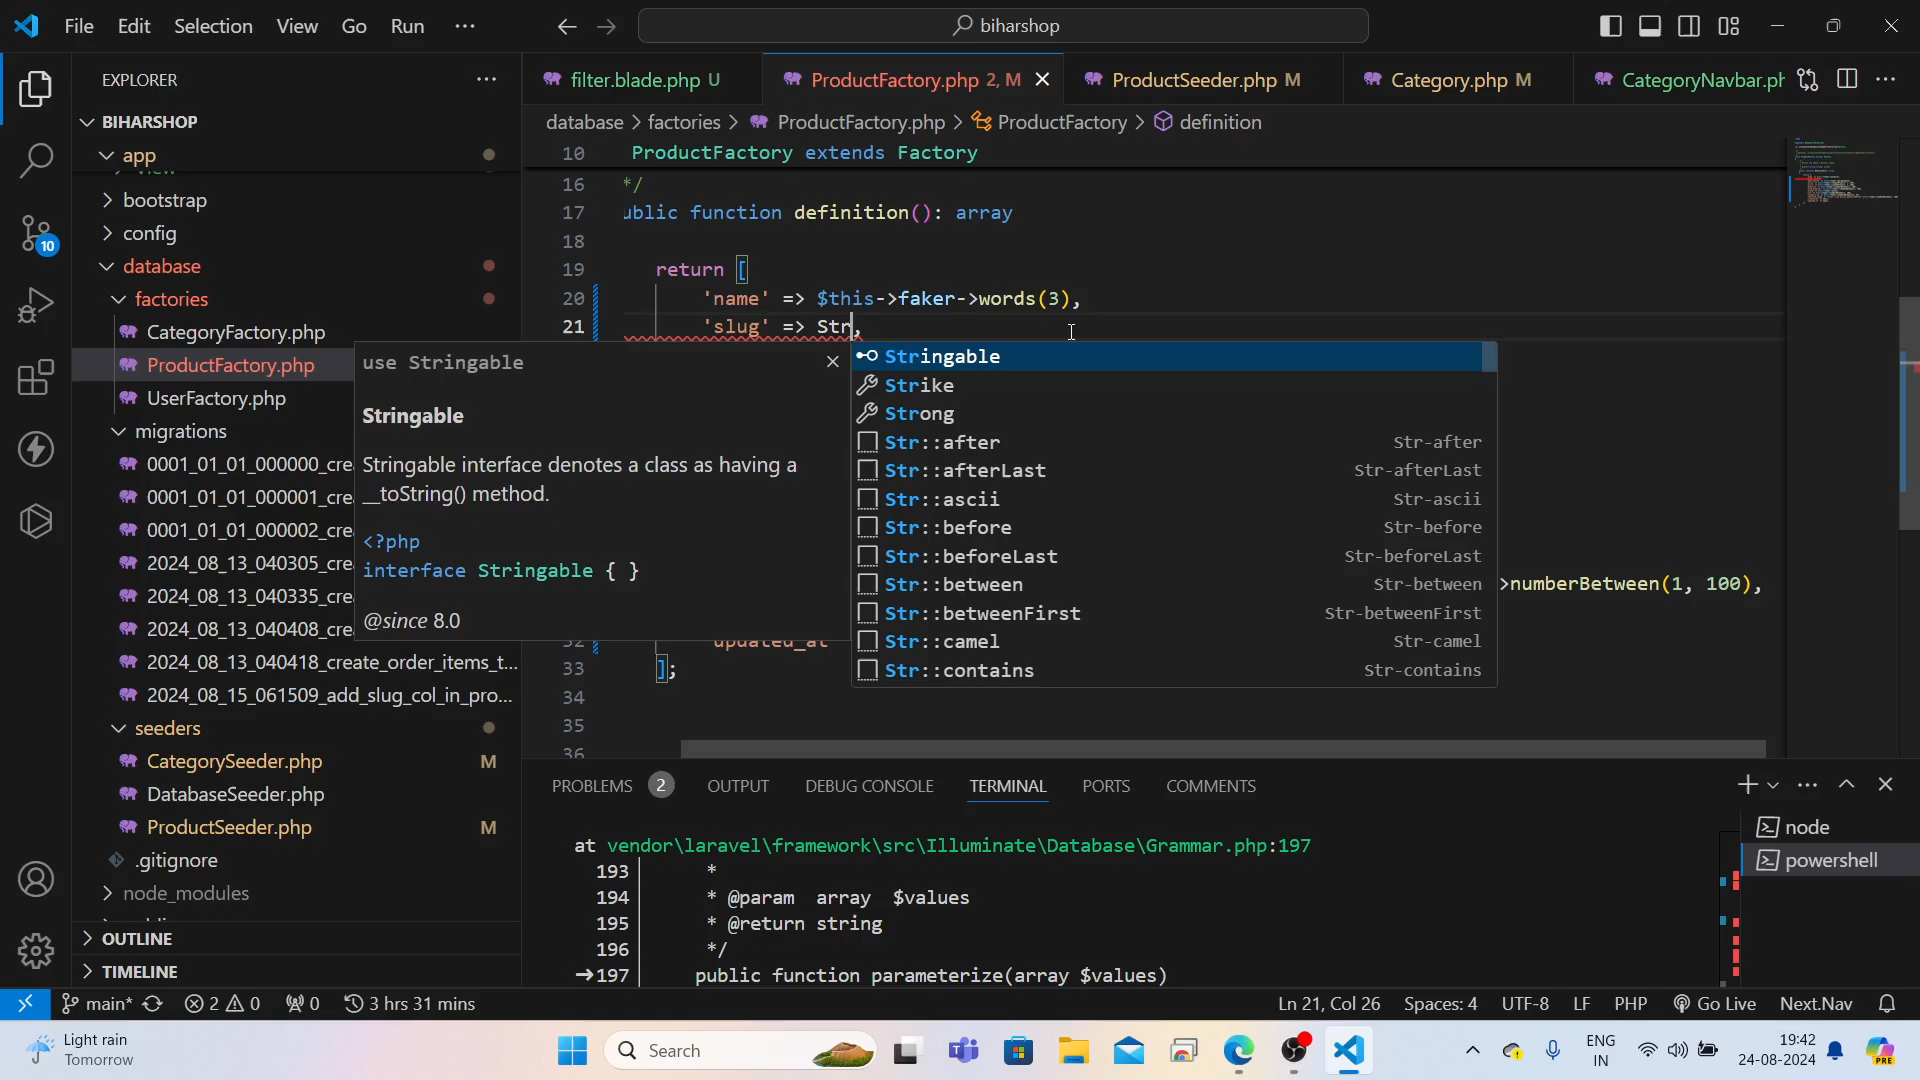 File Edit Selection View Go Run ···
biharshop
EXPLORER
filter.blade.php U
ProductFactory.php 2, M
ProductSeeder.php M
Category.php M
CategoryNavbar.ph
BIHARSHOP
database > factories > ProductFactory.php > ProductFactory > definition
app
10 ProductFactory extends Factory
bootstrap
16 */
config
17 ublic function definition(): array
database
18
factories
19 return [
CategoryFactory.php
20 'name' => $this->faker->words(3),
ProductFactory.php
21 'slug' => Str,
UserFactory.php
migrations
0001_01_01_000000_cre
0001_01_01_000001_cre
0001_01_01_000002_cre
2024_08_13_040305_cre
2024_08_13_040335_cre
2024_08_13_040408_cre
2024_08_13_040418_create_order_items_t...
2024_08_15_061509_add_slug_col_in_pro...
seeders
CategorySeeder.php M
DatabaseSeeder.php
ProductSeeder.php M
.gitignore
node_modules
OUTLINE
TIMELINE
use Stringable
Stringable
Stringable interface denotes a class as having a
__toString() method.
<?php
interface Stringable { }
@since 8.0
Stringable
Strike
Strong
Str::after Str-after
Str::afterLast Str-afterLast
Str::ascii Str-ascii
Str::before Str-before
Str::beforeLast Str-beforeLast
Str::between Str-between
Str::betweenFirst Str-betweenFirst
Str::camel Str-camel
Str::contains Str-contains
>numberBetween(1, 100),
32 updated_at
33 ];
34
35
36
PROBLEMS 2 OUTPUT DEBUG CONSOLE TERMINAL PORTS COMMENTS
at vendor\laravel\framework\src\Illuminate\Database\Grammar.php:197
193 *
194 * @param array $values
195 * @return string
196 */
→197 public function parameterize(array $values)
node
powershell
10
main* 2 0 0 3 hrs 31 mins
Ln 21, Col 26 Spaces: 4 UTF-8 LF PHP Go Live Next.Nav
Light rain
Tomorrow
Search
ENG
IN
19:42
24-08-2024
PRE